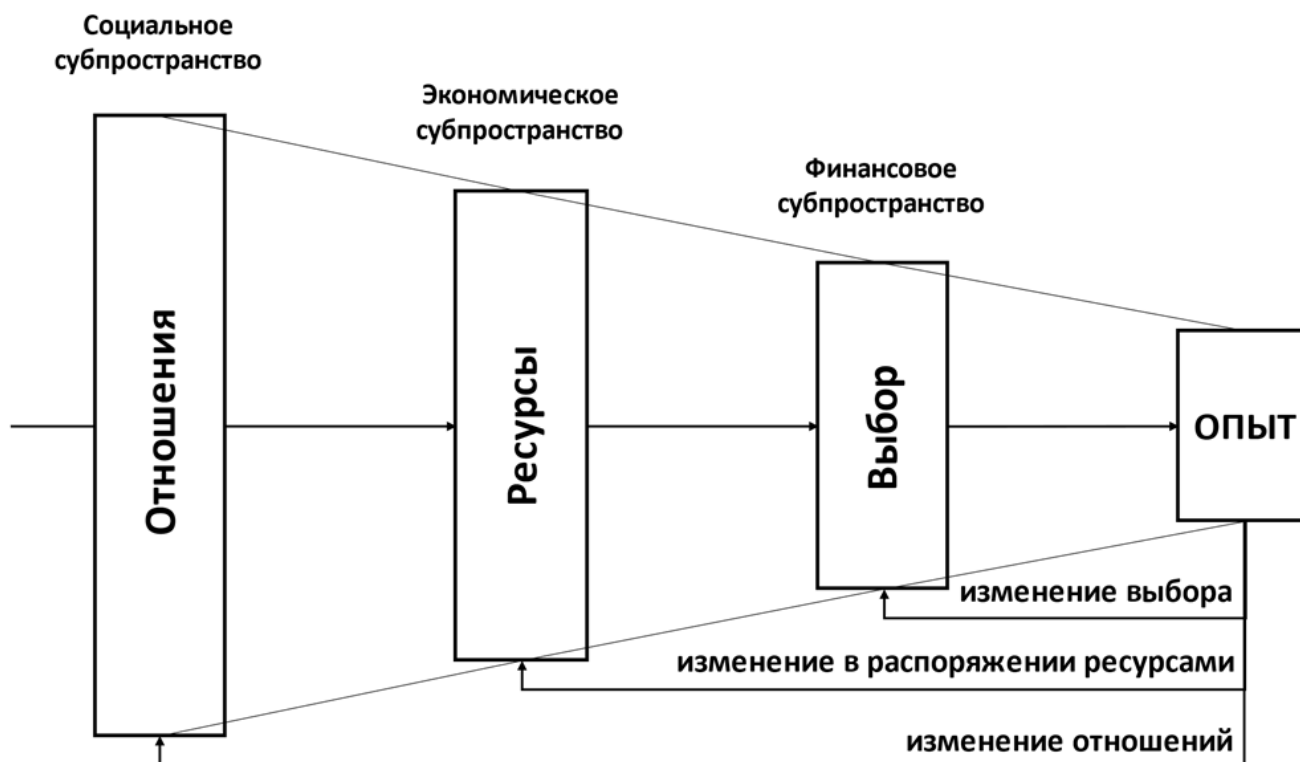 Социальное
субпространство
Экономическое
субпространство
Финансовое
субпространство
Отношения
Ресурсы
Выбор
ОПЫТ
изменение выбора
изменение в распоряжении ресурсами
изменение отношений